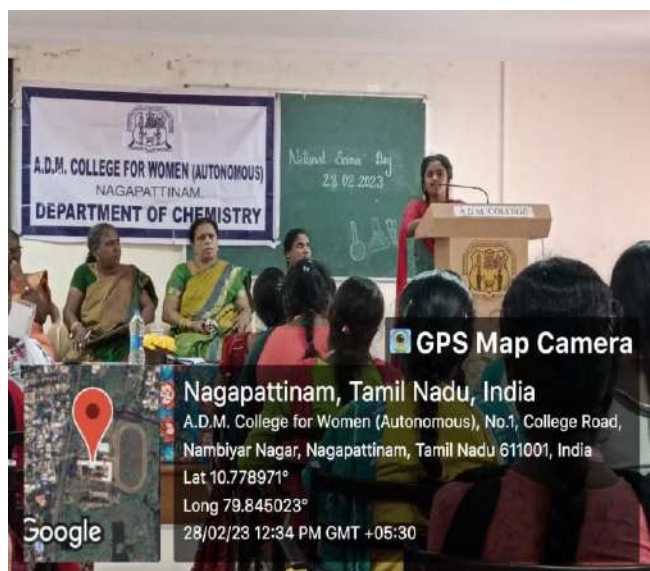 A.D.M. COLLEGE FOR WOMEN (AUTONOMOUS)
NAGAPATTINAM.
DEPARTMENT OF CHEMISTRY
National Science Day
28.02.2023
A.D.M. COLLEGE
GPS Map Camera
Nagapattinam, Tamil Nadu, India
A.D.M. College for Women (Autonomous), No.1, College Road,
Nambiyar Nagar, Nagapattinam, Tamil Nadu 611001, India
Lat 10.778971°
Long 79.845023°
28/02/23 12:34 PM GMT +05:30
Google